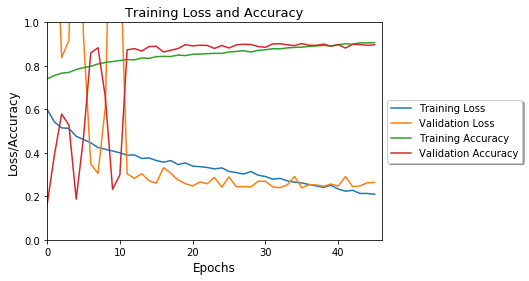 Training Loss and Accuracy
Loss/Accuracy
1.0
0.8
0.6
0.4
0.2
0.0
0
10
20
30
40
Epochs
Training Loss
Validation Loss
Training Accuracy
Validation Accuracy